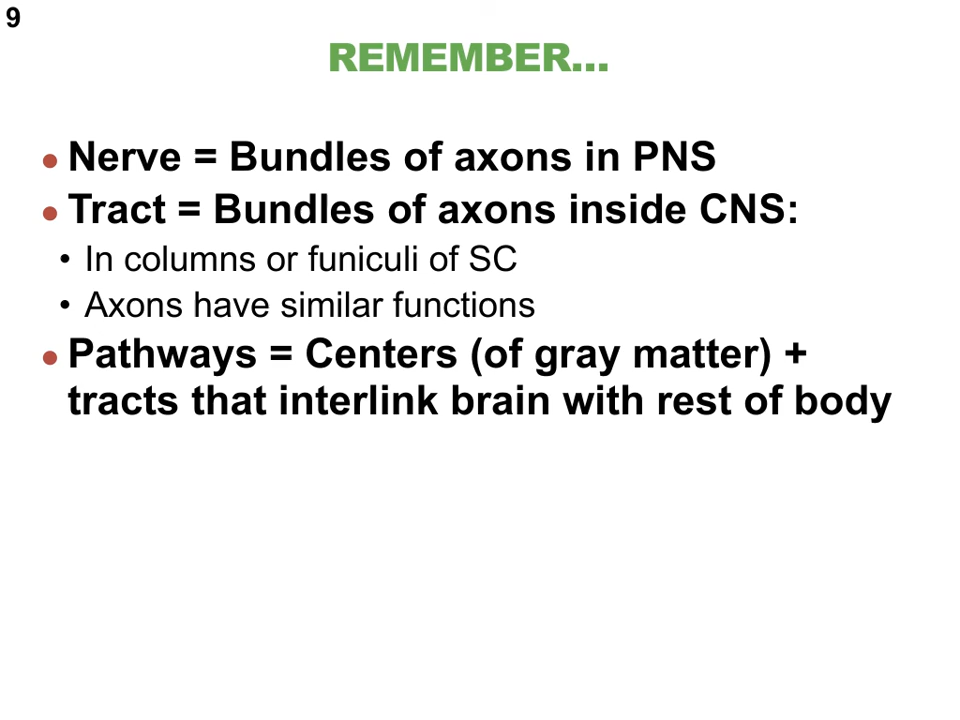 9
REMEMBER…
● Nerve = Bundles of axons in PNS
● Tract = Bundles of axons inside CNS:
• In columns or funiculi of SC
• Axons have similar functions
● Pathways = Centers (of gray matter) +
tracts that interlink brain with rest of body